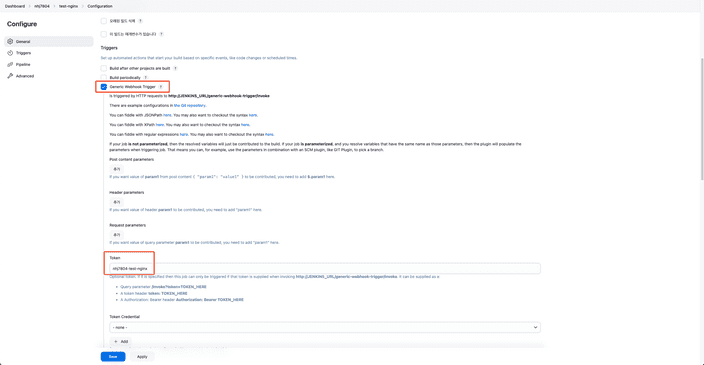 Dashboard > nhj7904 > test-nginx > Configuration
Configure
General
Triggers
Pipeline
Advanced
오래된 빌드 삭제 ?
이 빌드는 매개변수가 있습니다 ?
Triggers
Set up automated actions that start your build based on specific events, like code changes or scheduled times.
Build after other projects are built ?
Build periodically ?
Generic Webhook Trigger ?
Is triggered by HTTP requests to http://JENKINS_URL/generic-webhook-trigger/invoke
There are example configurations in the Git repository.
You can fiddle with JSONPath here. You may also want to checkout the syntax here.
You can fiddle with XPath here. You may also want to checkout the syntax here.
You can fiddle with regular expressions here. You may also want to checkout the syntax here.
If your job is not parameterized, then the resolved variables will just be contributed to the build. If your job is parameterized, and you resolve variables that have the same name as those parameters, then the plugin will populate the
parameters when triggering job. That means you can, for example, use the parameters in combination with an SCM plugin, like GIT Plugin, to pick a branch.
Post content parameters
추가
If you want value of param1 from post content { "param1": "value1" } to be contributed, you need to add $.param1 here.
Header parameters
추가
If you want value of header param1 to be contributed, you need to add "param1" here.
Request parameters
추가
If you want value of query parameter param1 to be contributed, you need to add "param1" here.
Token
nhj7904-test-nginx
Optional token. If it is specified then this job can only be triggered if that token is supplied when invoking http://JENKINS_URL/generic-webhook-trigger/invoke. It can be supplied as a:
Query parameter /invoke?token=TOKEN_HERE
A token header token: TOKEN_HERE
A Authorization: Bearer header Authorization: Bearer TOKEN_HERE
Token Credential
- none -
+ Add
Save
Apply